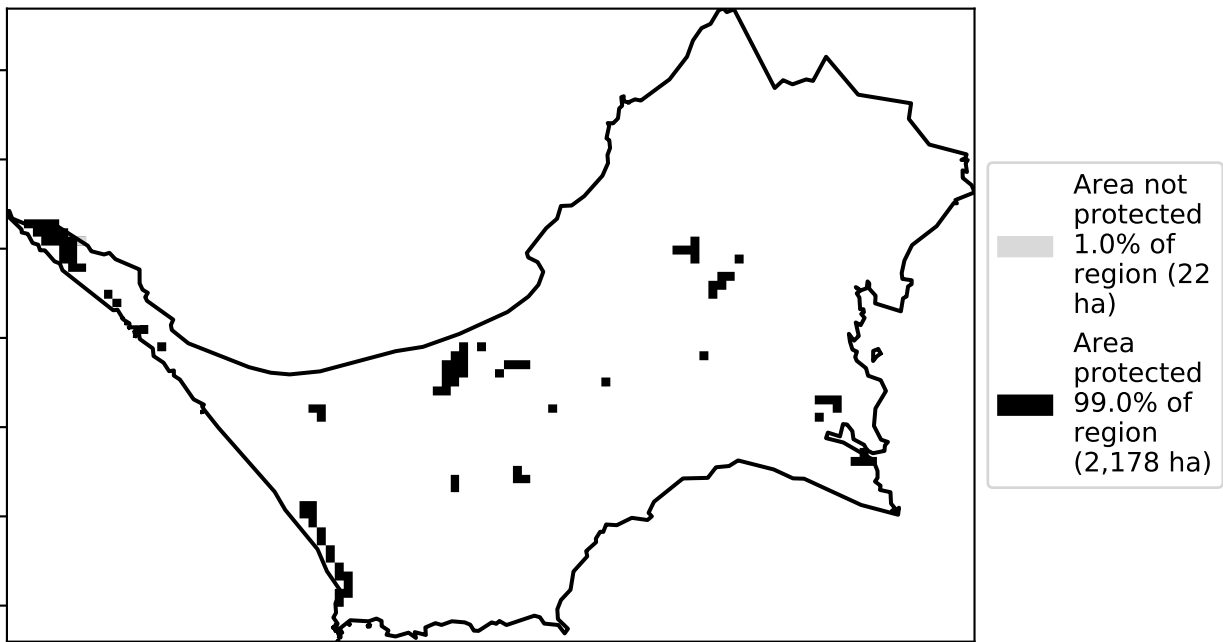 Area not
protected
1.0% of
region (22
ha)
Area
protected
99.0% of
region
(2,178 ha)